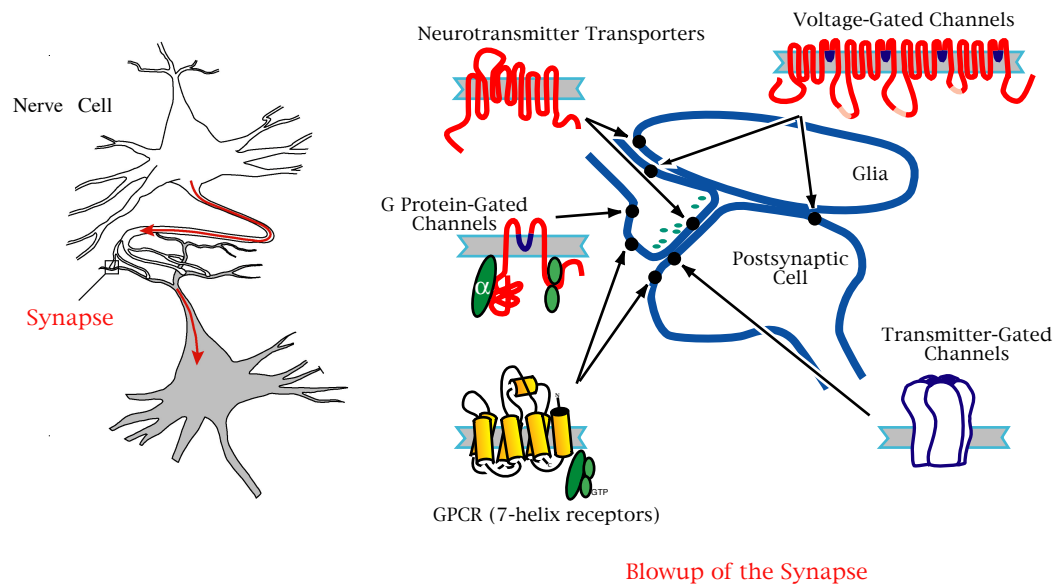 Nerve Cell
Synapse
Neurotransmitter Transporters
Voltage-Gated Channels
Glia
G Protein-Gated
Channels
α
Postsynaptic
Cell
Transmitter-Gated
Channels
N
C
GTP
GPCR (7-helix receptors)
Blowup of the Synapse